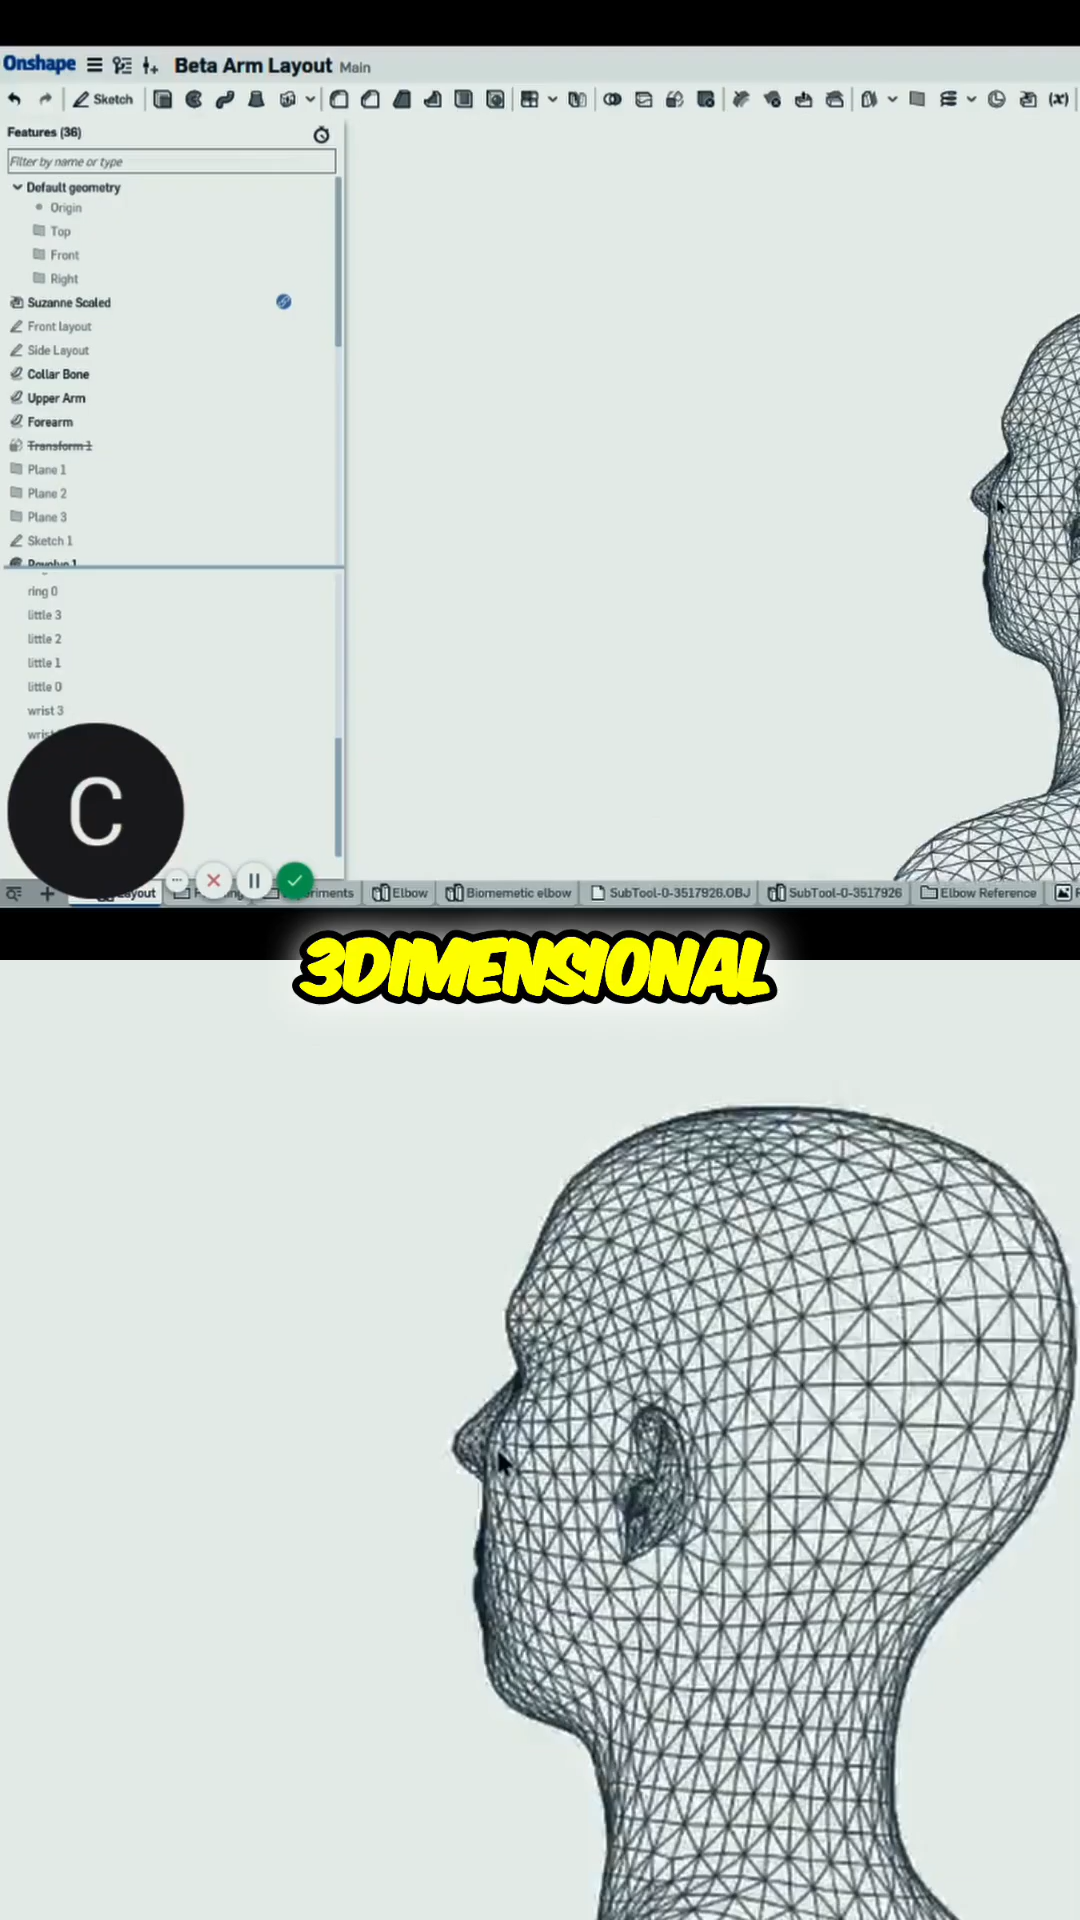 Onshape Beta Arm Layout Main
Sketch (x)
Features (36)
Filter by name or type
Default geometry
Origin
Top
Front
Right
Suzanne Scaled
Front layout
Side Layout
Collar Bone
Upper Arm
Forearm
Transform 1
Plane 1
Plane 2
Plane 3
Sketch 1
Revolve 1
ring 0
little 3
little 2
little 1
little 0
wrist 3
C
Elbow Biomemetic elbow SubTool-0-3517926.OBJ SubTool-0-3517926 Elbow Reference
3DIMENSIONAL